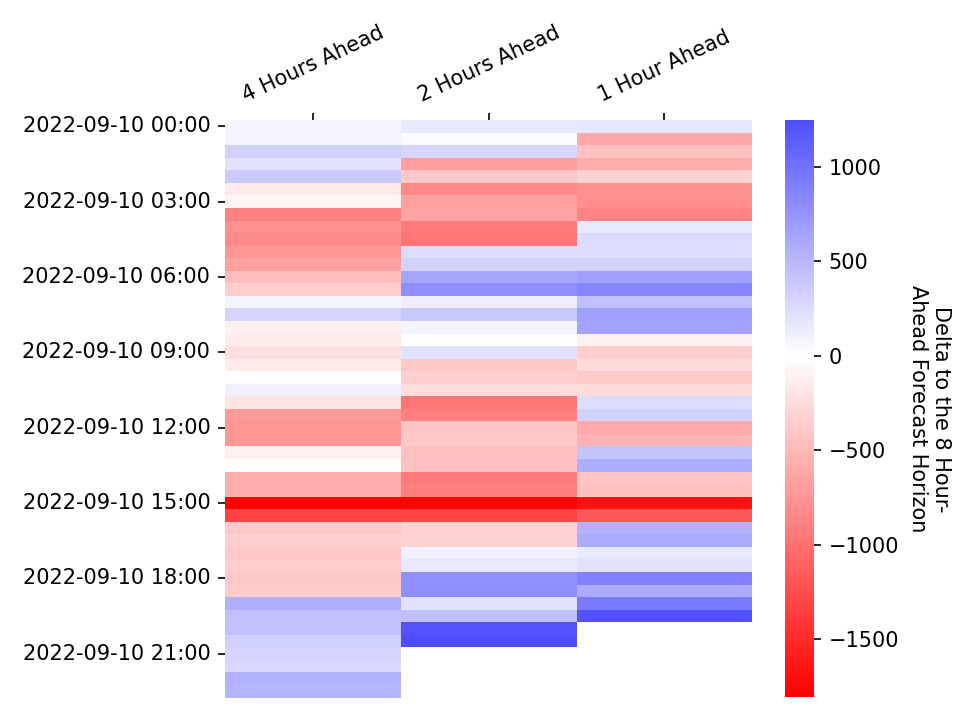 4 Hours Ahead
2 Hours Ahead
1 Hour Ahead
2022-09-10 00:00
2022-09-10 03:00
2022-09-10 06:00
2022-09-10 09:00
2022-09-10 12:00
2022-09-10 15:00
2022-09-10 18:00
2022-09-10 21:00
1000
500
0
−500
−1000
−1500
Delta to the 8 Hour-
Ahead Forecast Horizon